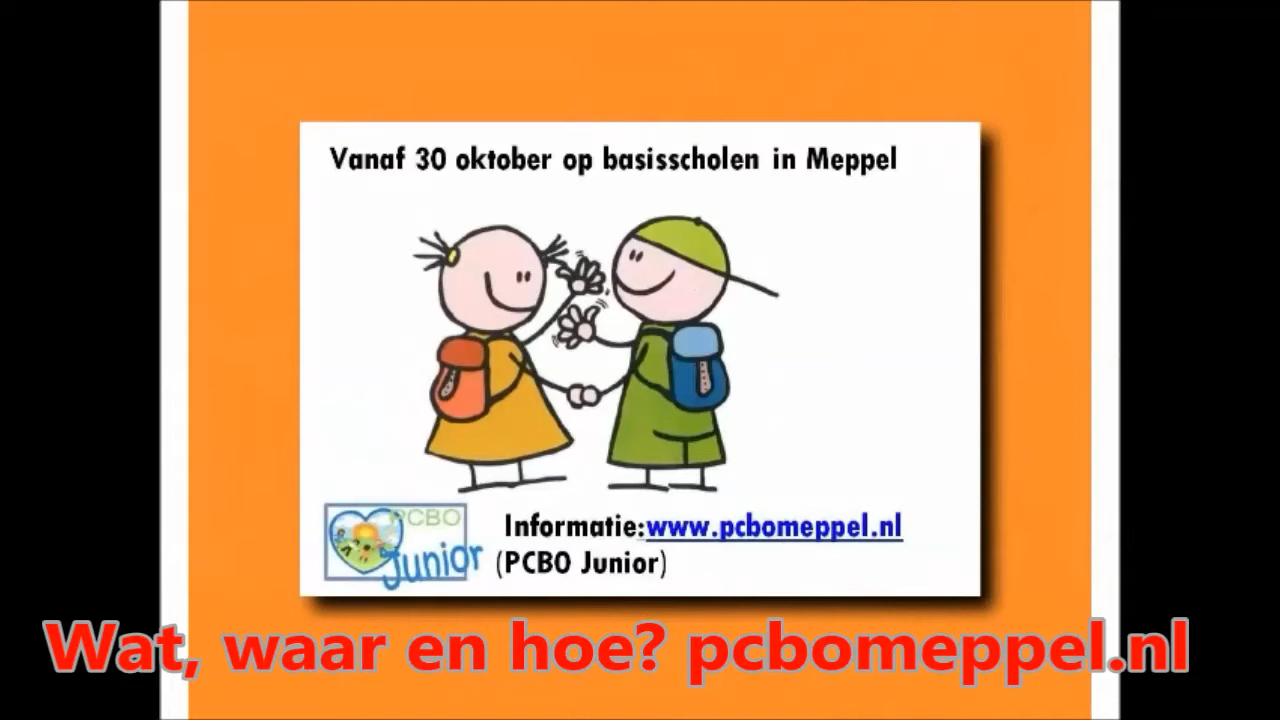 Vanaf 30 oktober op basisscholen in Meppel
PCBO
Junior
Informatie:www.pcbomeppel.nl
(PCBO Junior)
Wat, waar en hoe? pcbomeppel.nl